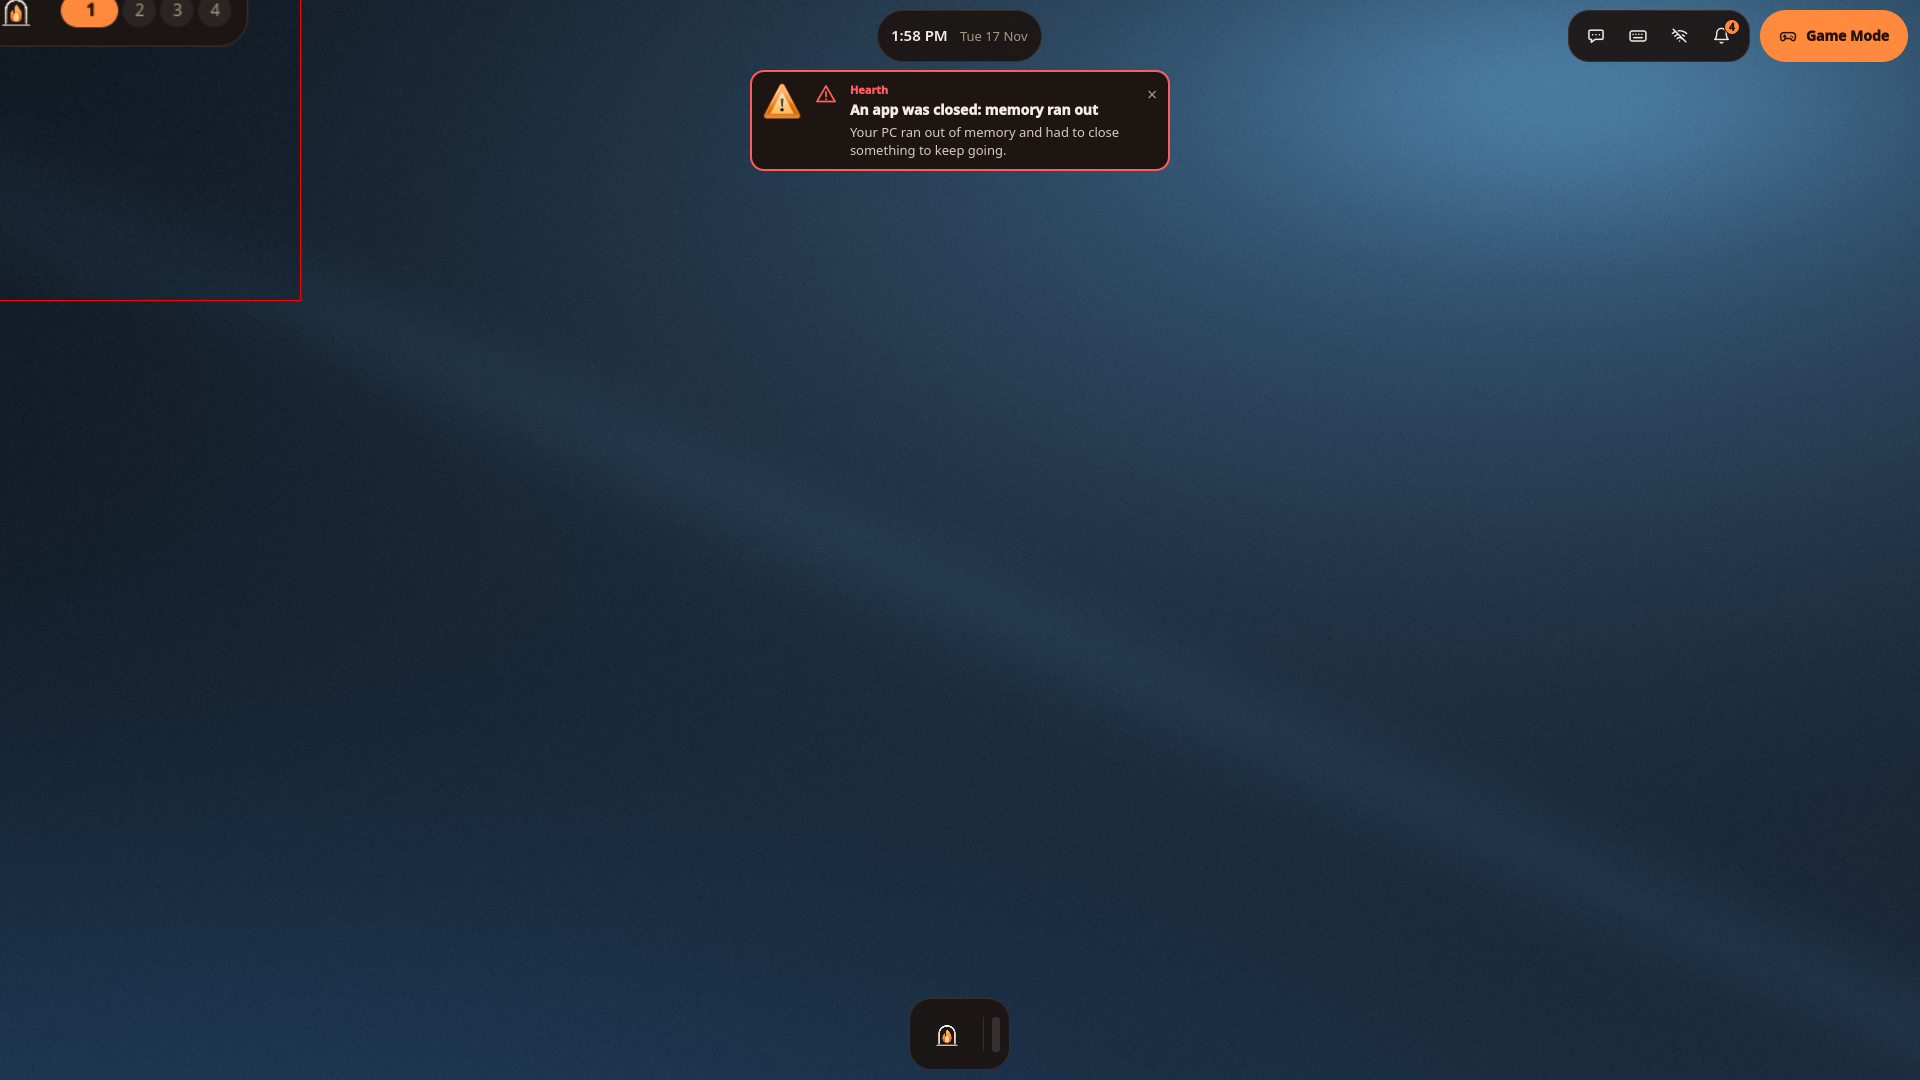 1 2 3 4
1:58 PM Tue 17 Nov
4
Game Mode
Hearth
An app was closed: memory ran out
Your PC ran out of memory and had to close
something to keep going.